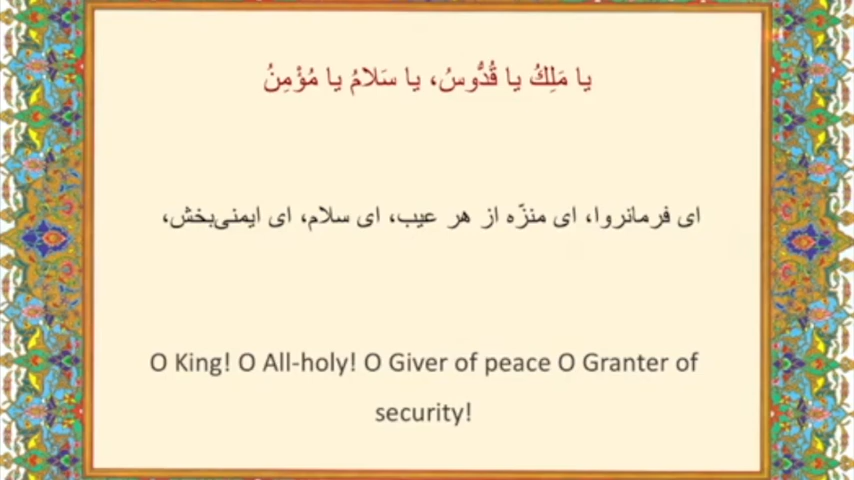 يا مَلِكُ يا قُدُّوسُ، يا سَلامُ يا مُؤْمِنُ
ای فرمانروا، ای منزّه از هر عیب، ای سلام، ای ایمنی‌بخش،
O King! O All-holy! O Giver of peace O Granter of
security!